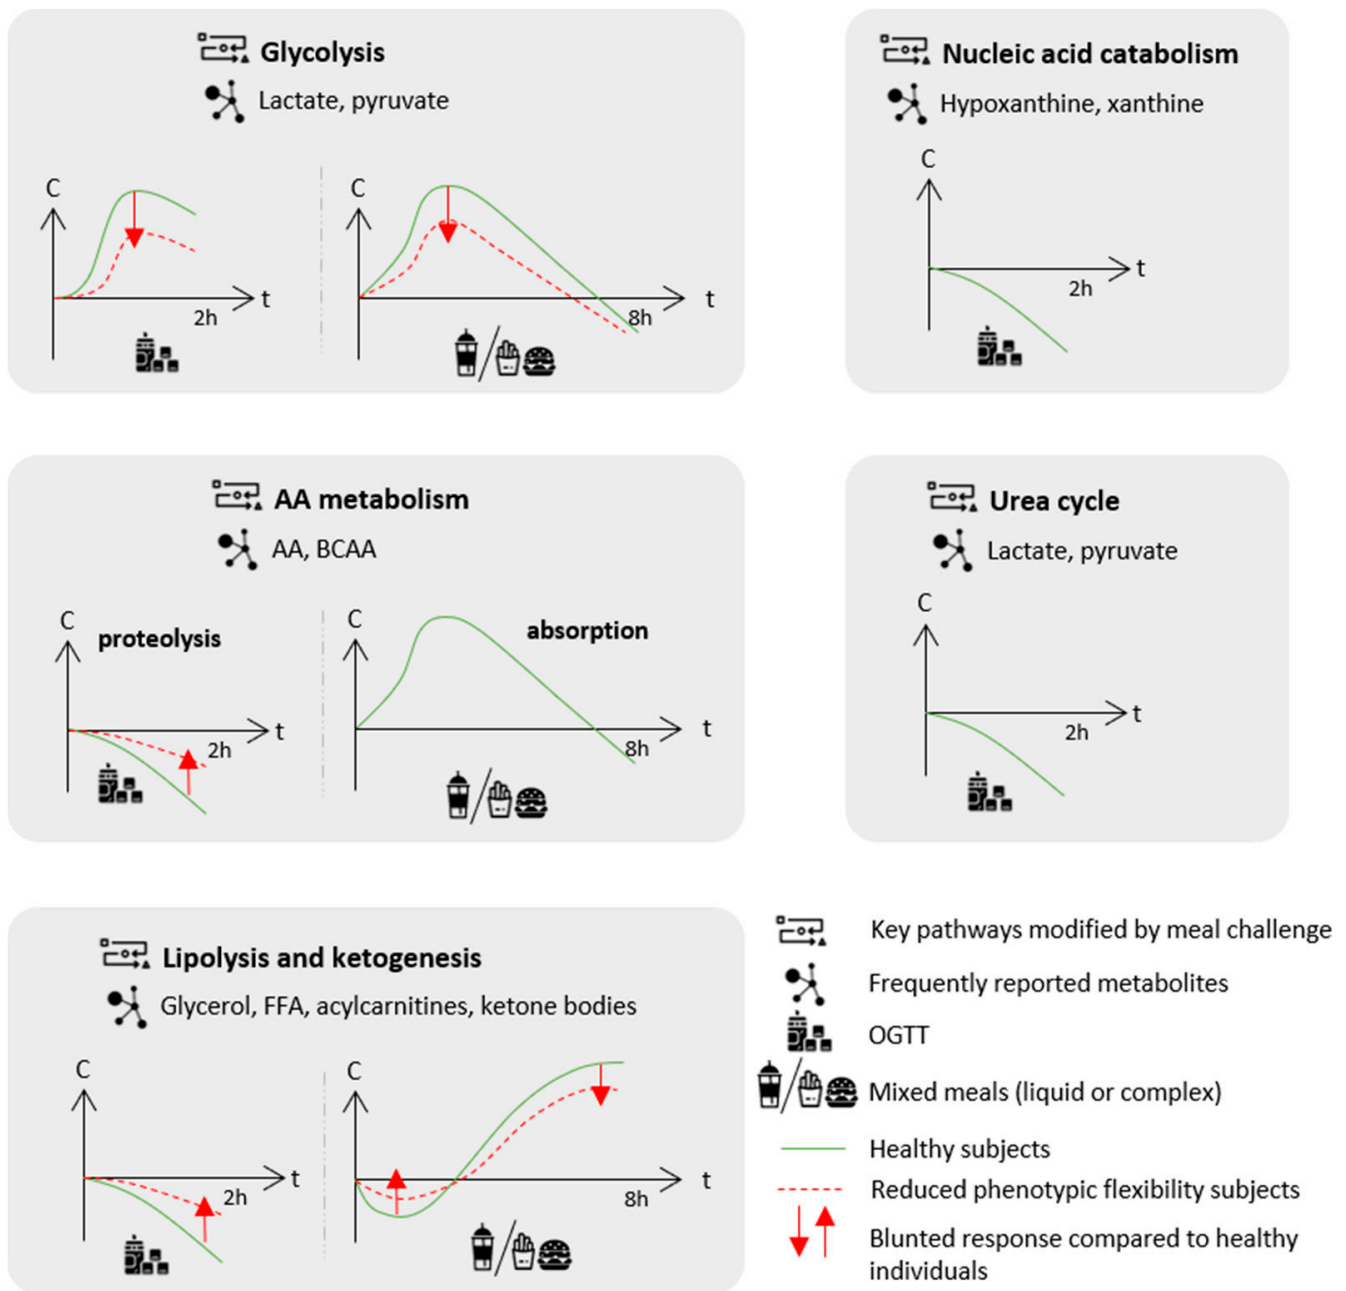 Glycolysis
Lactate, pyruvate
C
2h
t
C
8h
t
Nucleic acid catabolism
Hypoxanthine, xanthine
C
2h
t
AA metabolism
AA, BCAA
C
proteolysis
2h
t
C
absorption
8h
t
Urea cycle
Lactate, pyruvate
C
2h
t
Lipolysis and ketogenesis
Glycerol, FFA, acylcarnitines, ketone bodies
C
2h
t
C
8h
t
Key pathways modified by meal challenge
Frequently reported metabolites
OGTT
Mixed meals (liquid or complex)
Healthy subjects
Reduced phenotypic flexibility subjects
Blunted response compared to healthy
individuals